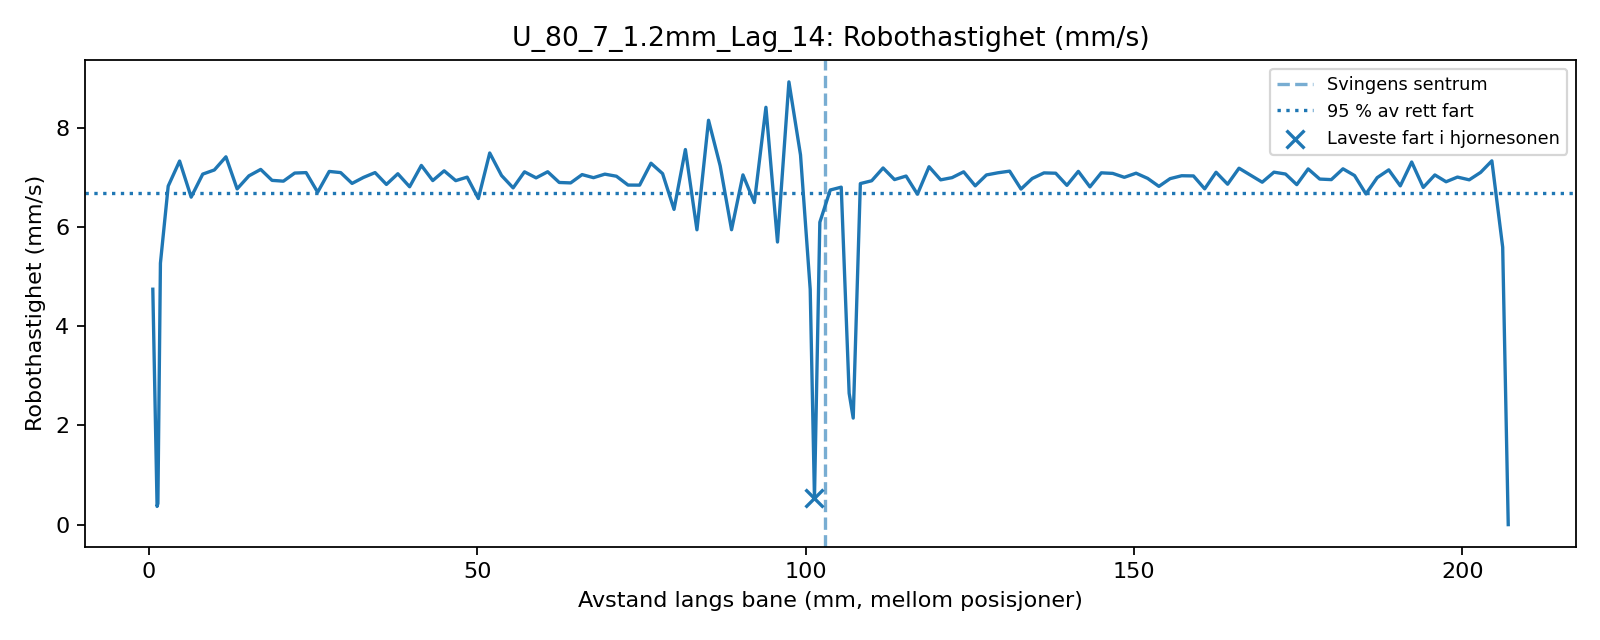 U_80_7_1.2mm_Lag_14: Robothastighet (mm/s)
Svingens sentrum
95 % av rett fart
Laveste fart i hjornesonen
Robothastighet (mm/s)
8
6
4
2
0
0 50 100 150 200
Avstand langs bane (mm, mellom posisjoner)